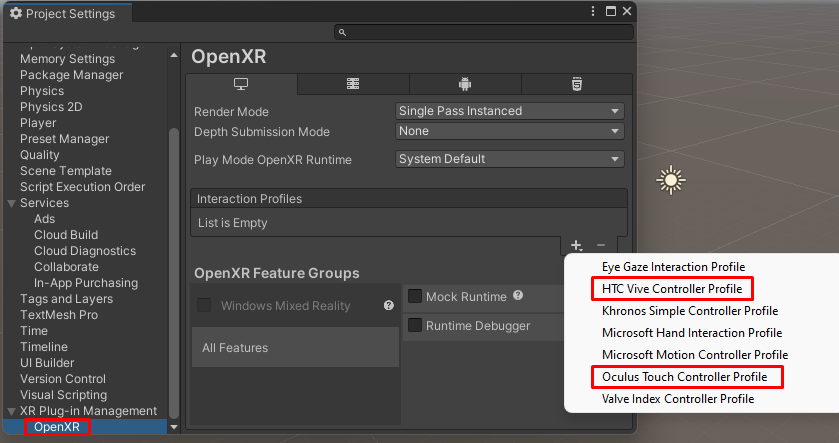 Project Settings
Memory Settings
Package Manager
Physics
Physics 2D
Player
Preset Manager
Quality
Scene Template
Script Execution Order
Services
Ads
Cloud Build
Cloud Diagnostics
Collaborate
In-App Purchasing
Tags and Layers
TextMesh Pro
Time
Timeline
UI Builder
Version Control
Visual Scripting
XR Plug-in Management
OpenXR
OpenXR
Render Mode Single Pass Instanced
Depth Submission Mode None
Play Mode OpenXR Runtime System Default
Interaction Profiles
List is Empty
OpenXR Feature Groups
Windows Mixed Reality
All Features
Mock Runtime
Runtime Debugger
Eye Gaze Interaction Profile
HTC Vive Controller Profile
Khronos Simple Controller Profile
Microsoft Hand Interaction Profile
Microsoft Motion Controller Profile
Oculus Touch Controller Profile
Valve Index Controller Profile